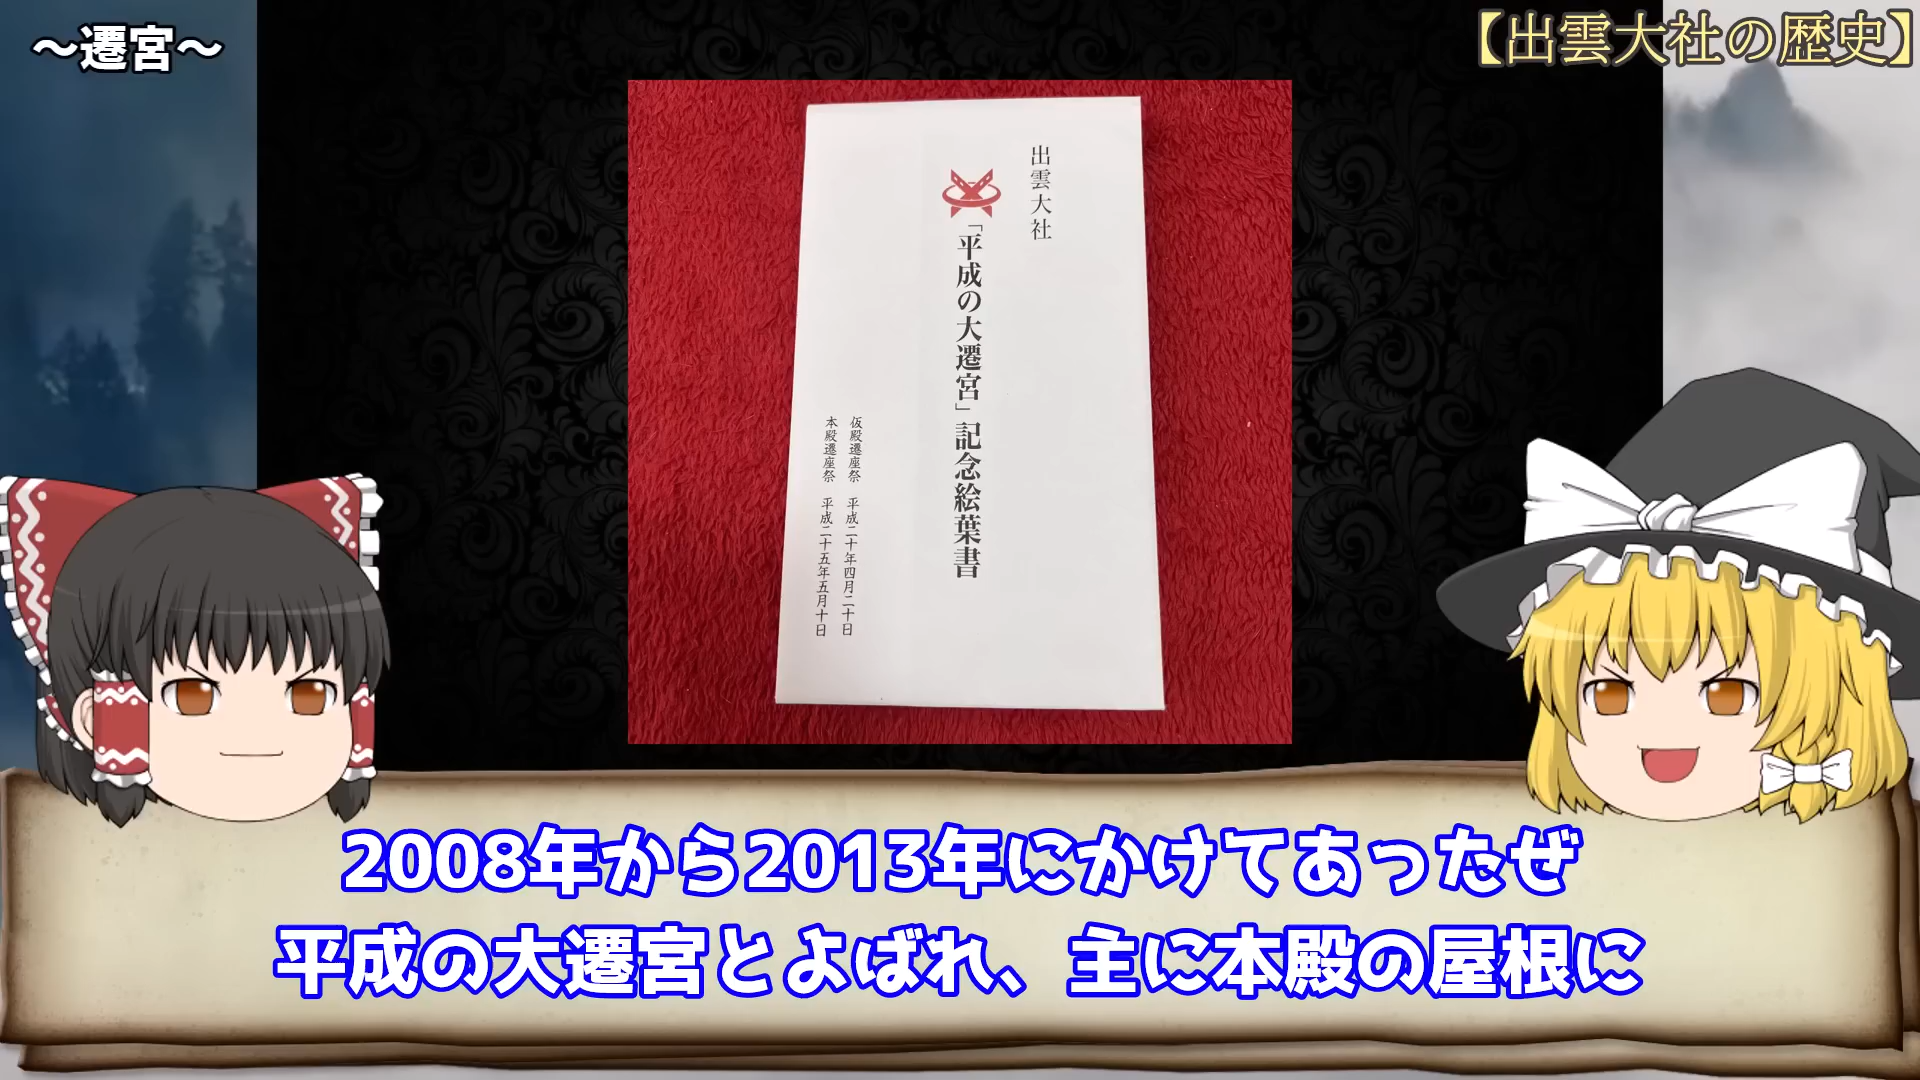 ～遷宮～
【出雲大社の歴史】
出雲大社
「平成の大遷宮」記念絵葉書
仮殿遷座祭 平成二十年四月二十日
本殿遷座祭 平成二十五年五月十日
2008年から2013年にかけてあったぜ
平成の大遷宮とよばれ、主に本殿の屋根に